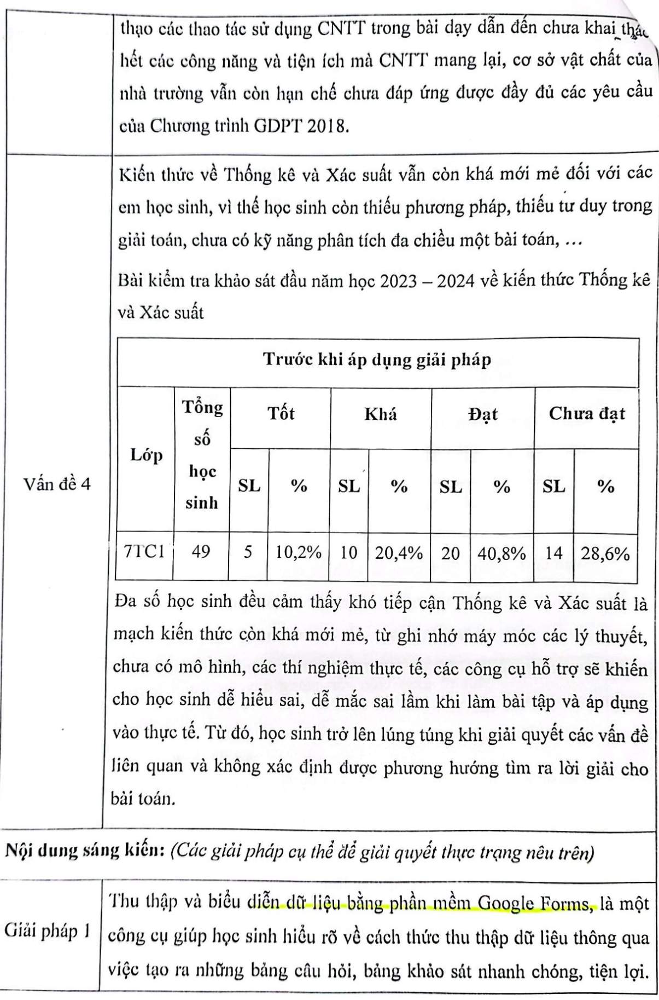 thạo các thao tác sử dụng CNTT trong bài dạy dẫn đến chưa khai thác
hết các công năng và tiện ích mà CNTT mang lại, cơ sở vật chất của
nhà trường vẫn còn hạn chế chưa đáp ứng được đầy đủ các yêu cầu
của Chương trình GDPT 2018.
Vấn đề 4
Kiến thức về Thống kê và Xác suất vẫn còn khá mới mẻ đối với các
em học sinh, vì thế học sinh còn thiếu phương pháp, thiếu tư duy trong
giải toán, chưa có kỹ năng phân tích đa chiều một bài toán, …
Bài kiểm tra khảo sát đầu năm học 2023 – 2024 về kiến thức Thống kê
và Xác suất
Trước khi áp dụng giải pháp
Lớp
Tổng
số
học
sinh
Tốt Khá Đạt Chưa đạt
SL % SL % SL % SL %
7TC1 49 5 10,2% 10 20,4% 20 40,8% 14 28,6%
Đa số học sinh đều cảm thấy khó tiếp cận Thống kê và Xác suất là
mạch kiến thức còn khá mới mẻ, từ ghi nhớ máy móc các lý thuyết,
chưa có mô hình, các thí nghiệm thực tế, các công cụ hỗ trợ sẽ khiến
cho học sinh dễ hiểu sai, dễ mắc sai lầm khi làm bài tập và áp dụng
vào thực tế. Từ đó, học sinh trở lên lúng túng khi giải quyết các vấn đề
liên quan và không xác định được phương hướng tìm ra lời giải cho
bài toán.
Nội dung sáng kiến: (Các giải pháp cụ thể để giải quyết thực trạng nêu trên)
Giải pháp 1
Thu thập và biểu diễn dữ liệu bằng phần mềm Google Forms, là một
công cụ giúp học sinh hiểu rõ về cách thức thu thập dữ liệu thông qua
việc tạo ra những bảng câu hỏi, bảng khảo sát nhanh chóng, tiện lợi.